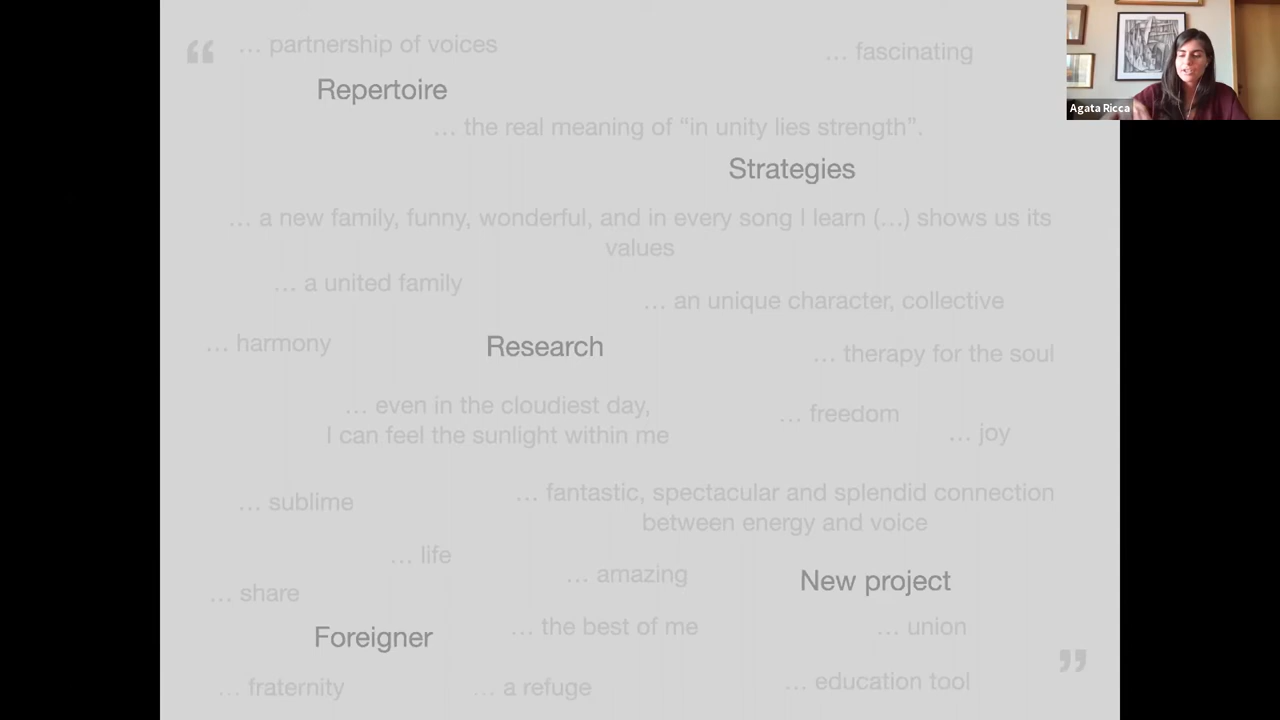 “ … partnership of voices
… fascinating
Agata Ricca
Repertoire
… the real meaning of “in unity lies strength”.
Strategies
… a new family, funny, wonderful, and in every song I learn (…) shows us its
values
… a united family
… an unique character, collective
… harmony
Research
… therapy for the soul
… even in the cloudiest day,
I can feel the sunlight within me
… freedom
… joy
… sublime
… fantastic, spectacular and splendid connection
between energy and voice
… life
… amazing
New project
… share
Foreigner
… the best of me
… union
… fraternity
… a refuge
… education tool
”